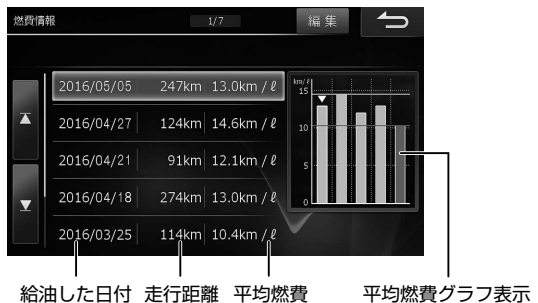 燃費情報 1/7 編集
2016/05/05 247km 13.0km/ℓ
2016/04/27 124km 14.6km/ℓ
2016/04/21 91km 12.1km/ℓ
2016/04/18 274km 13.0km/ℓ
2016/03/25 114km 10.4km/ℓ
km/ℓ
15
10
5
0
給油した日付 走行距離 平均燃費 平均燃費グラフ表示